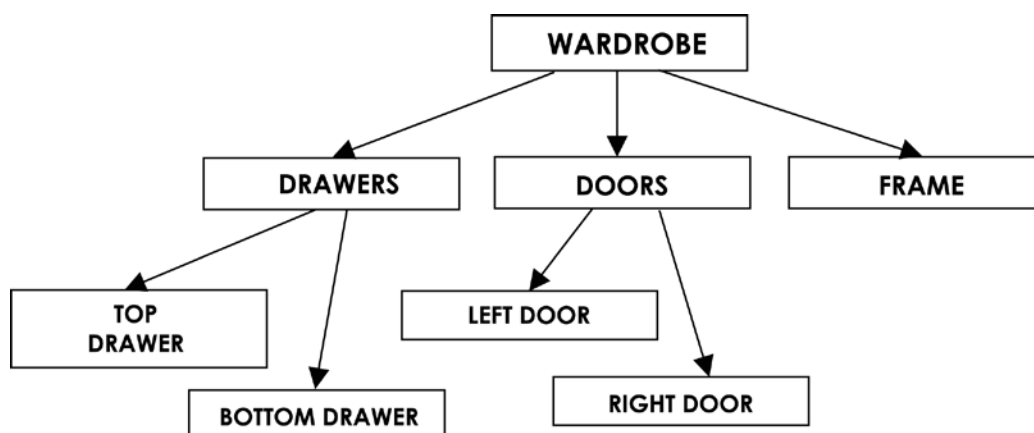 WARDROBE
DRAWERS
DOORS
FRAME
TOP
DRAWER
LEFT DOOR
BOTTOM DRAWER
RIGHT DOOR